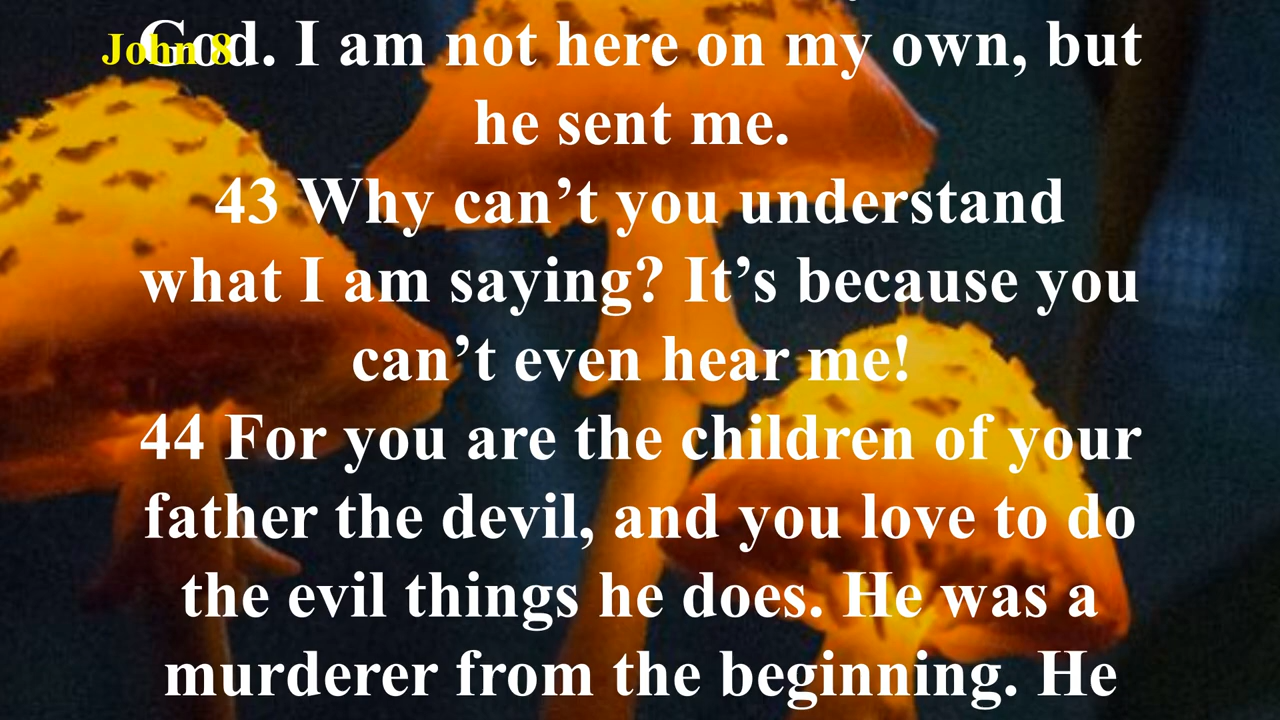 John 8
God. I am not here on my own, but
he sent me.
43 Why can’t you understand
what I am saying? It’s because you
can’t even hear me!
44 For you are the children of your
father the devil, and you love to do
the evil things he does. He was a
murderer from the beginning. He